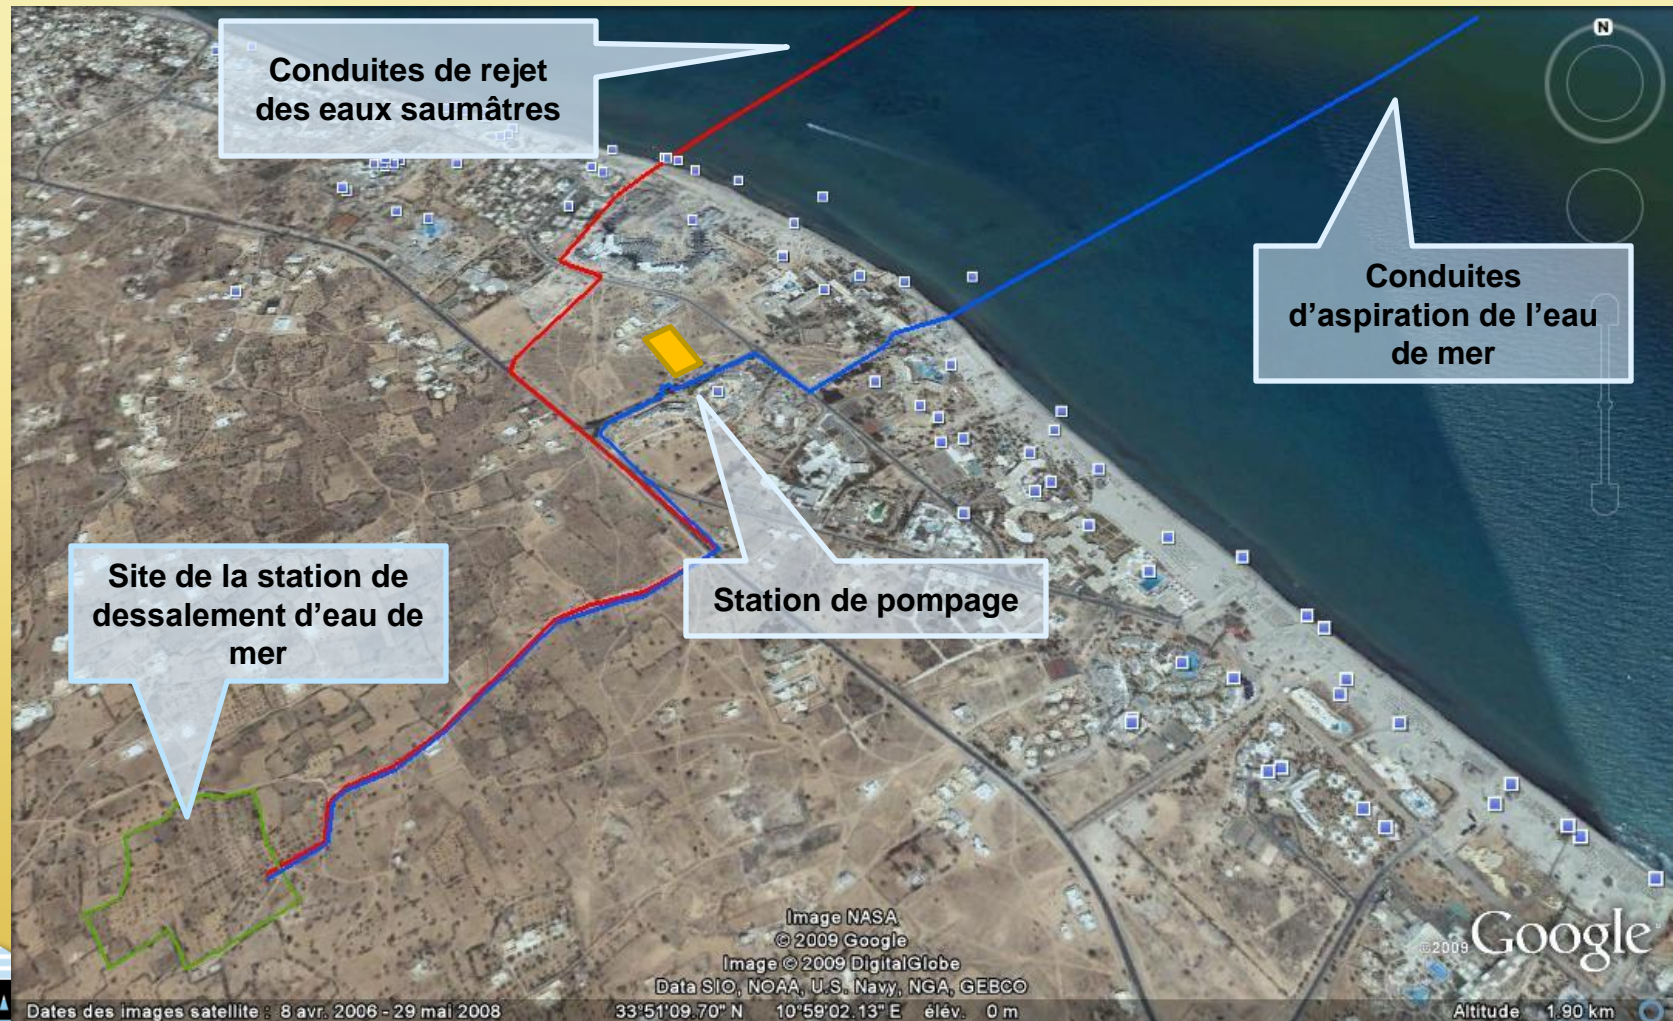 N
Conduites de rejet
des eaux saumâtres
Conduites
d’aspiration de l’eau
de mer
Site de la station de
dessalement d’eau de
mer
Station de pompage
Image NASA
© 2009 Google
Image © 2009 DigitalGlobe
Data SIO, NOAA, U.S. Navy, NGA, GEBCO
©2009 Google
Dates des images satellite : 8 avr. 2006 - 29 mai 2008 33°51'09.70" N 10°59'02.13" E élév. 0 m Altitude 1.90 km